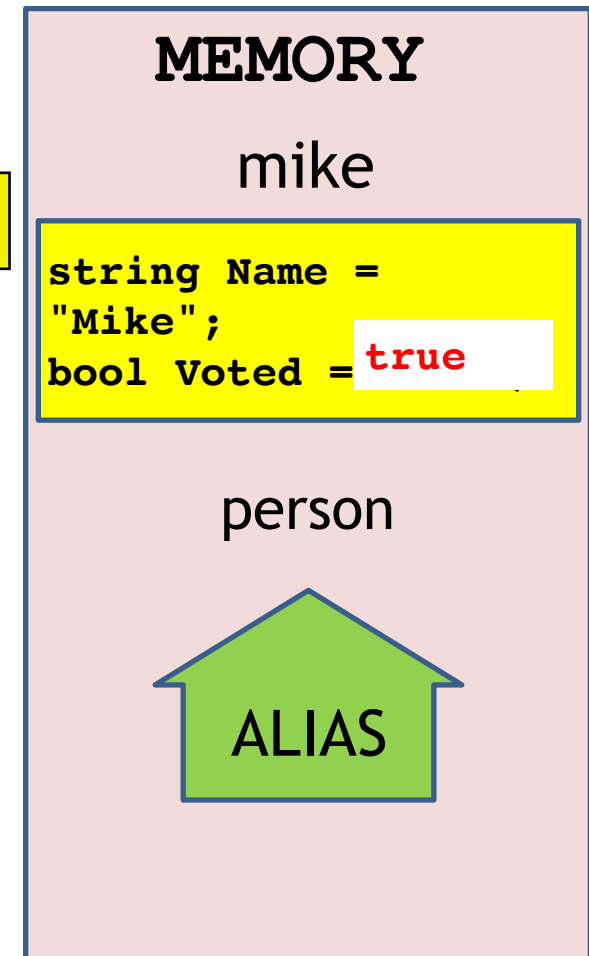 MEMORY
mike
string Name =
"Mike";
bool Voted = true
person
ALIAS